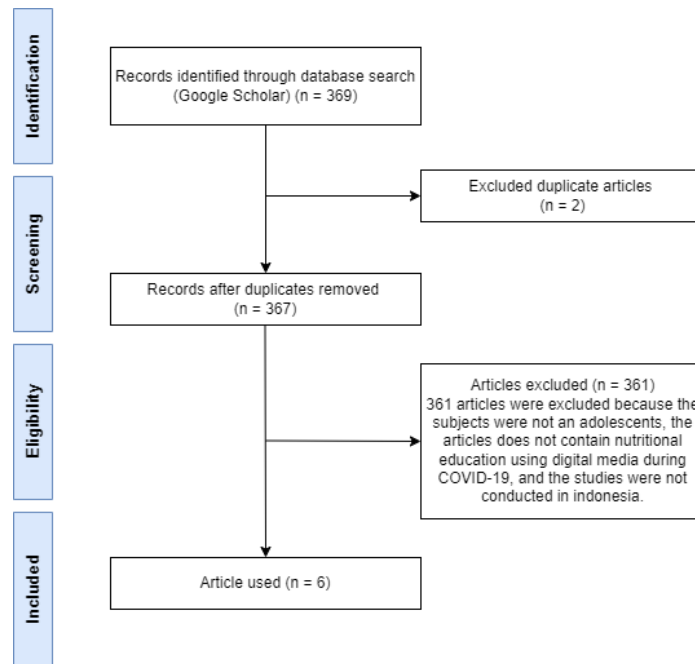 Identification
Records identified through database search
(Google Scholar) (n = 369)
Excluded duplicate articles
(n = 2)
Screening
Records after duplicates removed
(n = 367)
Eligibility
Articles excluded (n = 361)
361 articles were excluded because the
subjects were not an adolescents, the
articles does not contain nutritional
education using digital media during
COVID-19, and the studies were not
conducted in indonesia.
Included
Article used (n = 6)